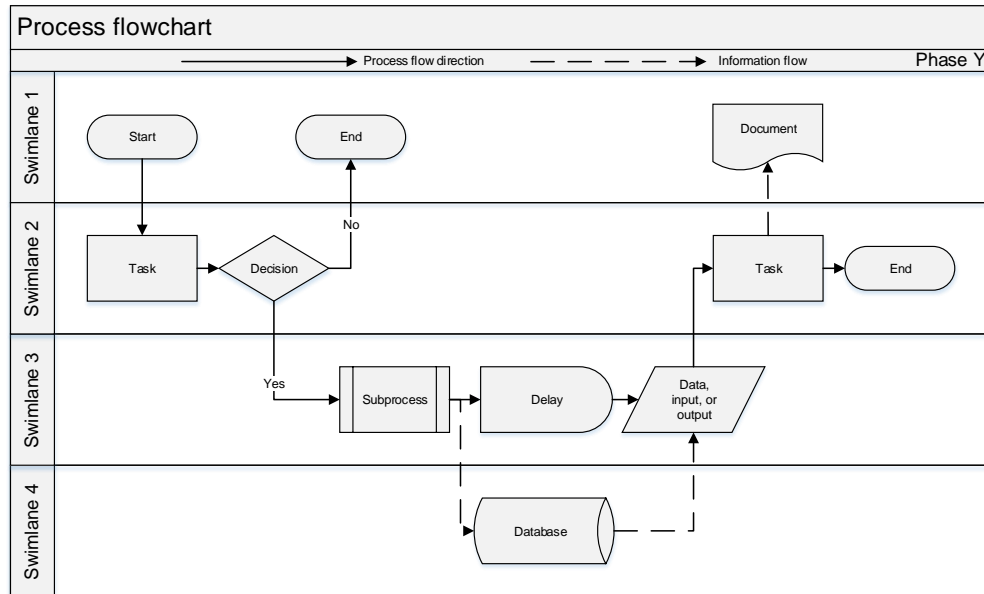 Process flowchart
Process flow direction
Information flow
Phase Y
Swimlane 1
Start
End
Document
No
Swimlane 2
Task
Decision
Task
End
Yes
Swimlane 3
Subprocess
Delay
Data,
input, or
output
Swimlane 4
Database